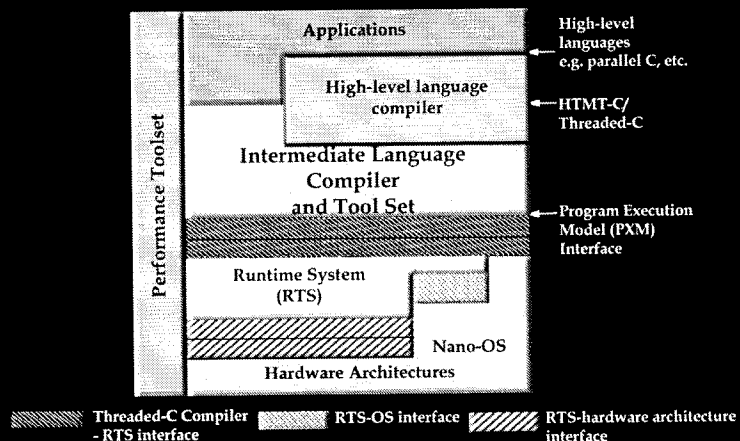 Performance Toolset
Applications
High-level language
compiler
Intermediate Language
Compiler
and Tool Set
Runtime System
(RTS)
Nano-OS
Hardware Architectures
High-level
languages
e.g. parallel C, etc.
HTMT-C/
Threaded-C
Program Execution
Model (PXM)
Interface
Threaded-C Compiler
- RTS interface
RTS-OS interface
RTS-hardware architecture
interface